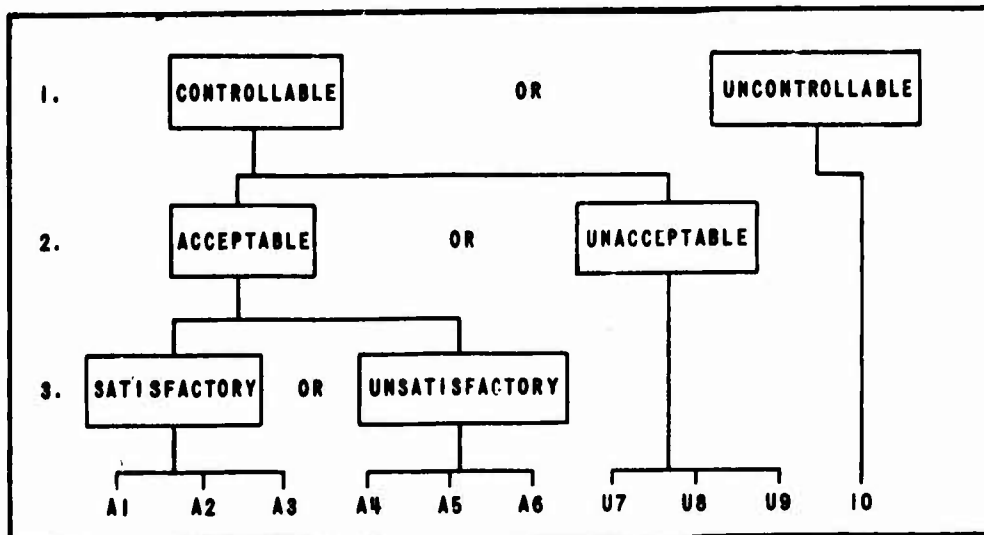 1. CONTROLLABLE OR UNCONTROLLABLE
2. ACCEPTABLE OR UNACCEPTABLE
3. SATISFACTORY OR UNSATISFACTORY
A1 A2 A3 A4 A5 A6 U7 U8 U9 10